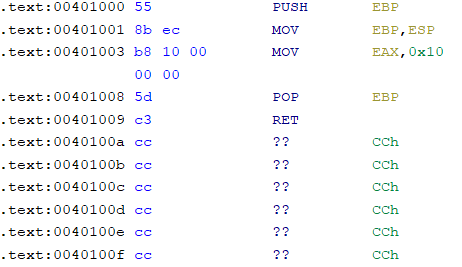 .text:00401000 55 PUSH EBP
.text:00401001 8b ec MOV EBP,ESP
.text:00401003 b8 10 00 MOV EAX,0x10
00 00
.text:00401008 5d POP EBP
.text:00401009 c3 RET
.text:0040100a cc ?? CCh
.text:0040100b cc ?? CCh
.text:0040100c cc ?? CCh
.text:0040100d cc ?? CCh
.text:0040100e cc ?? CCh
.text:0040100f cc ?? CCh